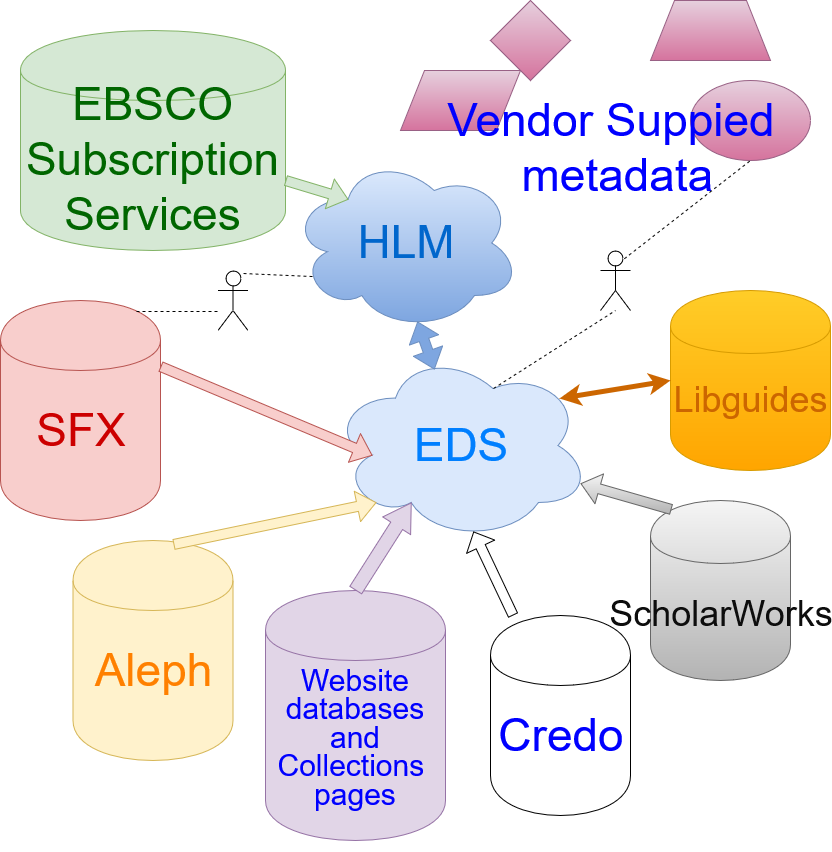 EBSCO
Subscription
Services
Vendor Suppied
metadata
HLM
SFX
EDS
Libguides
ScholarWorks
Aleph
Website
databases
and
Collections
pages
Credo